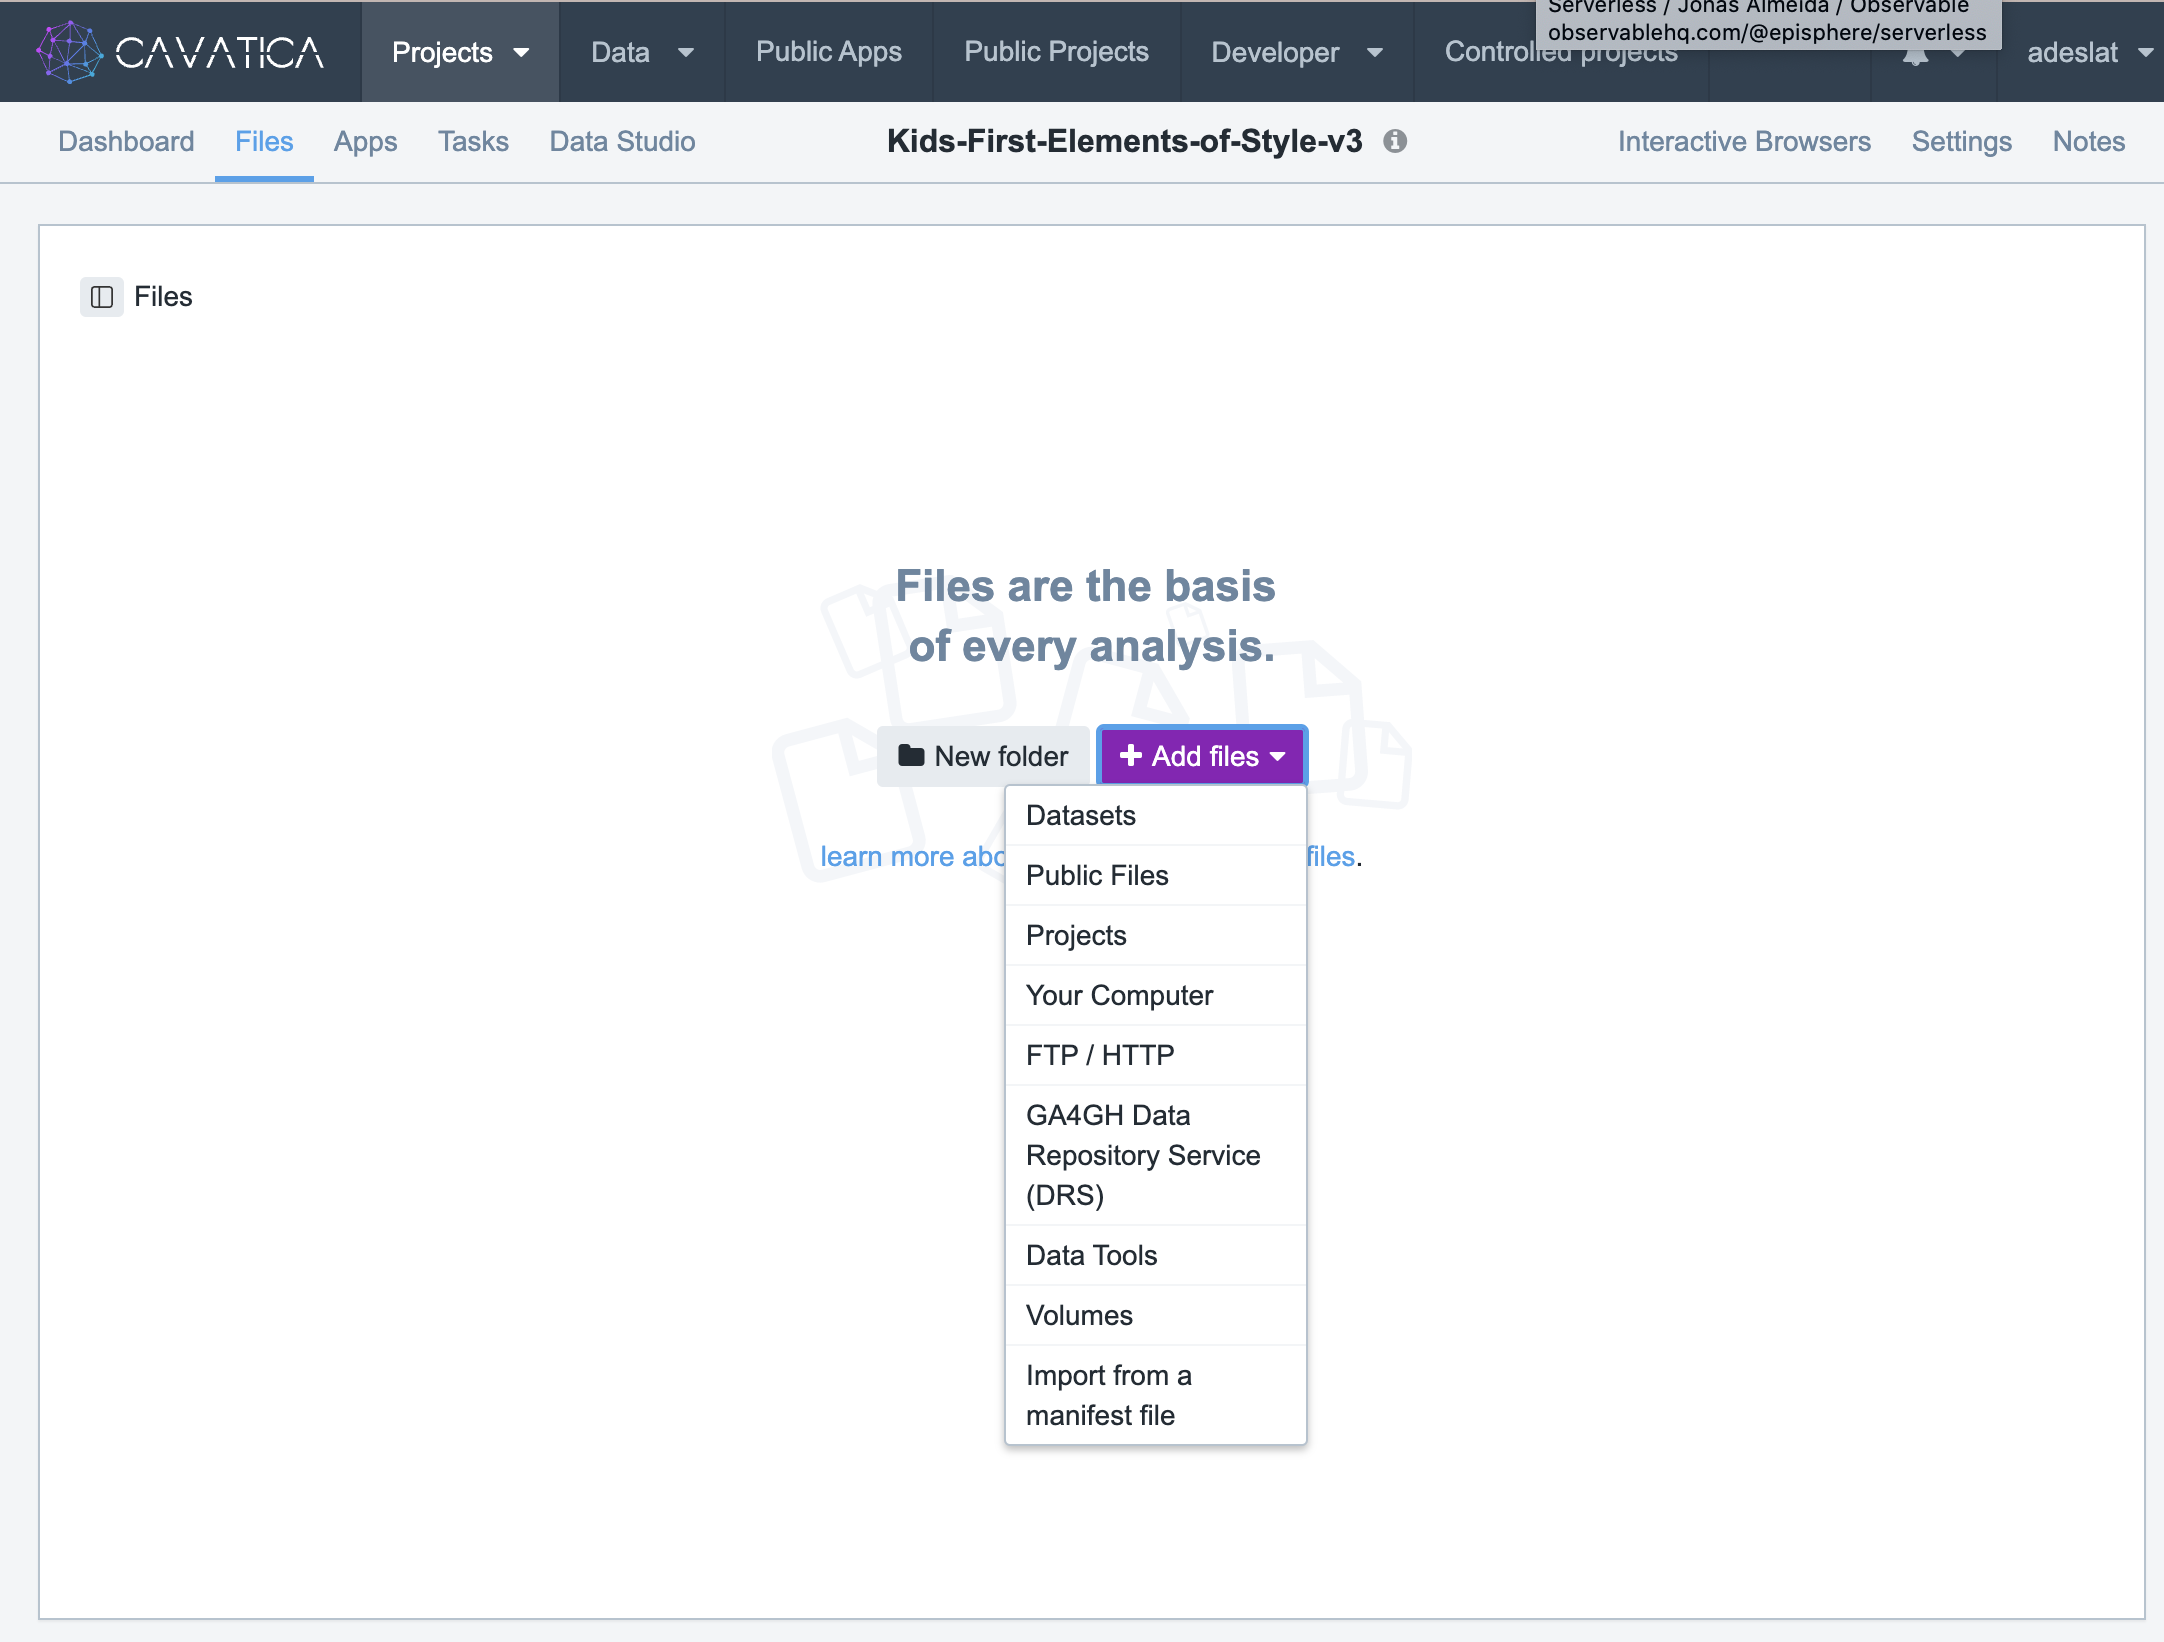 Serverless / Jonas Almeida / Observable
observablehq.com/@episphere/serverless
CAVATICA
Projects
Data
Public Apps
Public Projects
Developer
Controlled projects
adeslat
Dashboard
Files
Apps
Tasks
Data Studio
Kids-First-Elements-of-Style-v3
Interactive Browsers
Settings
Notes
Files
Files are the basis
of every analysis.
New folder
Add files
learn more files.
Datasets
Public Files
Projects
Your Computer
FTP / HTTP
GA4GH Data
Repository Service
(DRS)
Data Tools
Volumes
Import from a
manifest file